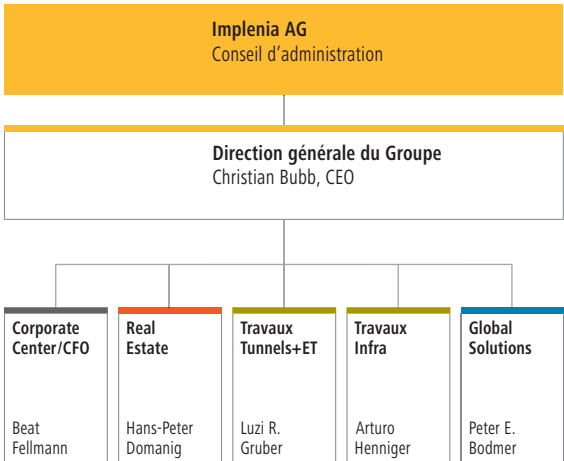 Implenia AG
Conseil d’administration
Direction générale du Groupe
Christian Bubb, CEO
Corporate
Center/CFO
Beat
Fellmann
Real
Estate
Hans-Peter
Domanig
Travaux
Tunnels+ET
Luzi R.
Gruber
Travaux
Infra
Arturo
Henniger
Global
Solutions
Peter E.
Bodmer